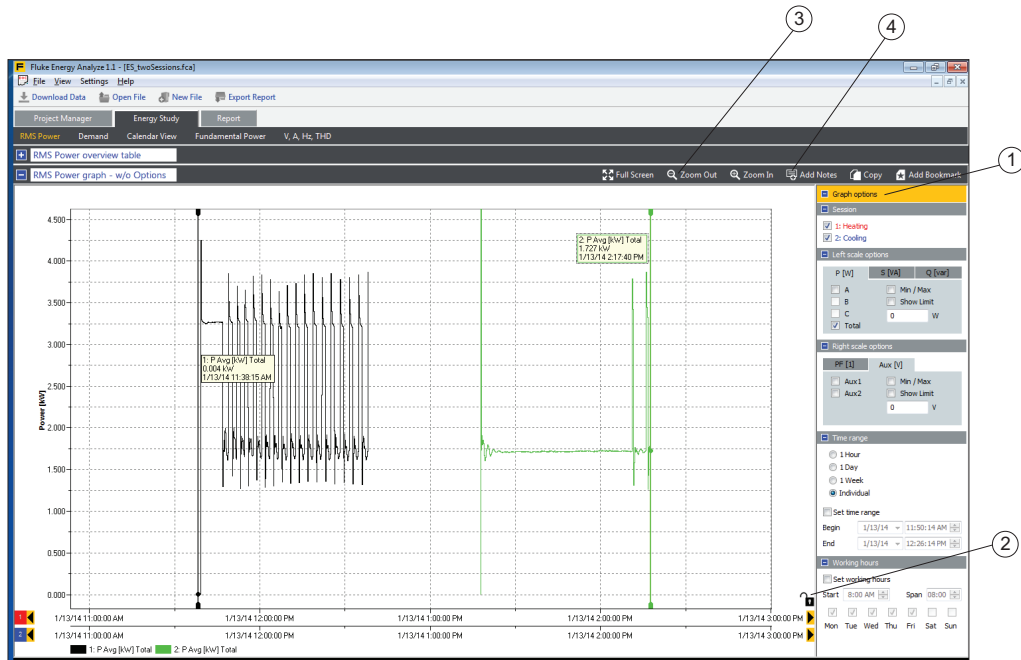 3
4
1
Fluke Energy Analyze 1.1 - [ES_twoSessions.fca]
File View Settings Help
Download Data Open File New File Export Report
Project Manager Energy Study Report
RMS Power Demand Calendar View Fundamental Power V, A, Hz, THD
RMS Power overview table
RMS Power graph - w/o Options Full Screen Zoom Out Zoom In Add Notes Copy Add Bookmark
Graph options
Session
1: Heating
2: Cooling
Left scale options
P [W] S [VA] Q [var]
A Min / Max
B Show Limit
C 0 W
Total
Right scale options
PF [1] Aux [V]
Aux1 Min / Max
Aux2 Show Limit
0 V
Time range
1 Hour
1 Day
1 Week
Individual
Set time range
Begin 1/13/14 11:50:14 AM
End 1/13/14 12:26:14 PM
2
Working hours
Set working hours
Start 8:00 AM Span 08:00
Mon Tue Wed Thu Fri Sat Sun
Power [kW]
4.500
4.000
3.500
3.000
2.500
2.000
1.500
1.000
0.500
0.000
2: P Avg [kW] Total
1.727 kW
1/13/14 2:17:40 PM
1: P Avg [kW] Total
0.004 kW
1/13/14 11:38:15 AM
1 1/13/14 11:00:00 AM 1/13/14 12:00:00 PM 1/13/14 1:00:00 PM 1/13/14 2:00:00 PM 1/13/14 3:00:00 PM
2 1/13/14 11:00:00 AM 1/13/14 12:00:00 PM 1/13/14 1:00:00 PM 1/13/14 2:00:00 PM 1/13/14 3:00:00 PM
1: P Avg [kW] Total 2: P Avg [kW] Total